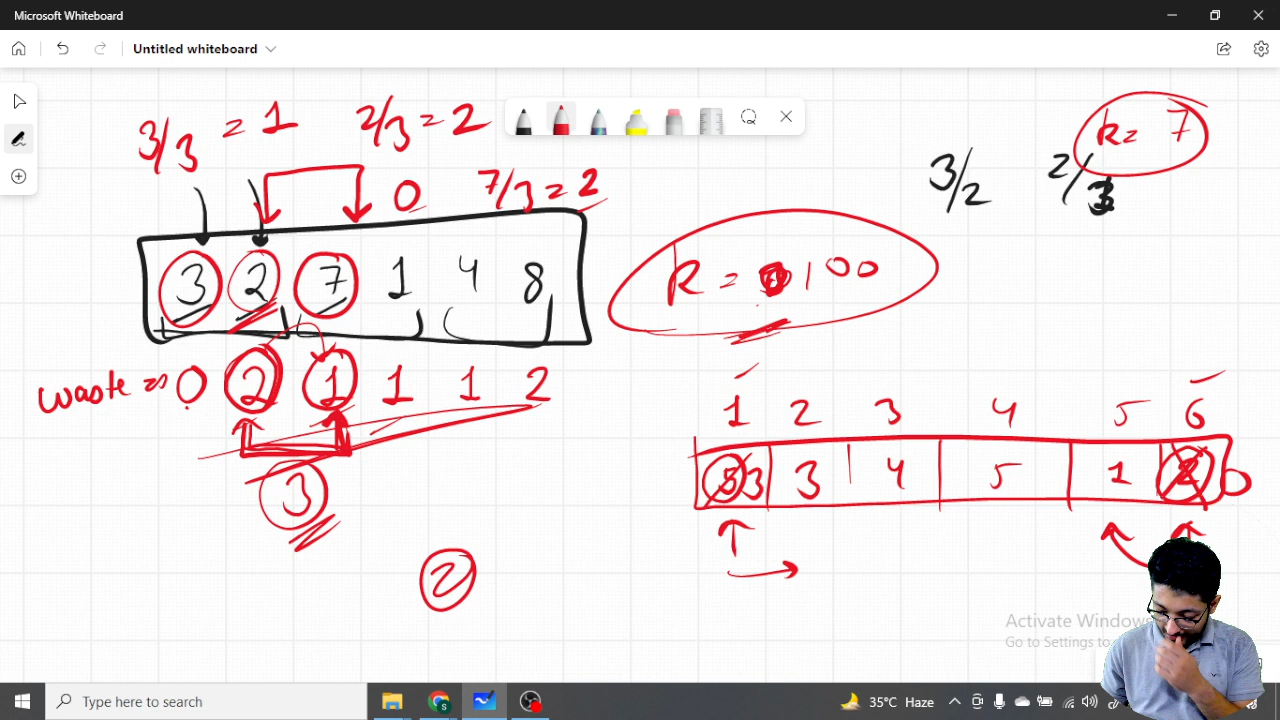 Microsoft Whiteboard
Untitled whiteboard
3/3 = 1 2/3 = 2
0 7/3 = 2
3/2 2/3
k = 7
3 2 7 1 4 8
k = 100
waste = 0 2 1 1 1 2
3
2
1 2 3 4 5 6
3 3 4 5 1 0
Activate Windows
Go to Settings to
Type here to search
35°C Haze